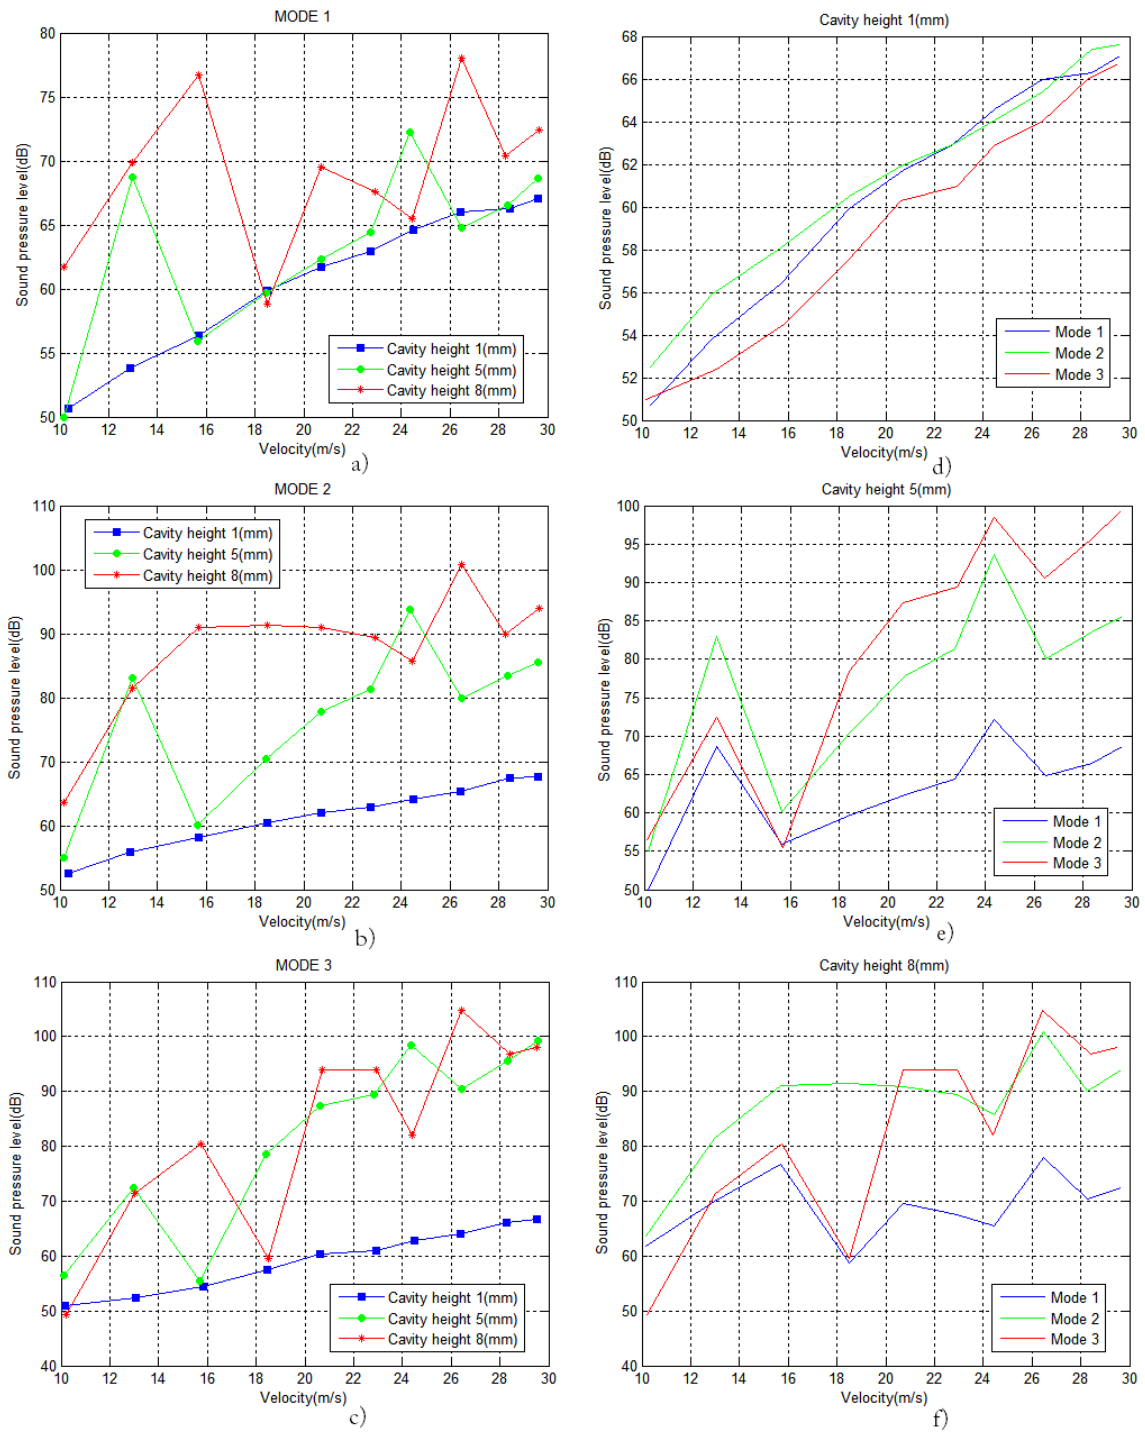 MODE 1
80
75
70
65
60
55
50
Sound pressure level(dB)
Cavity height 1(mm)
Cavity height 5(mm)
Cavity height 8(mm)
10 12 14 16 18 20 22 24 26 28 30
Velocity(m/s)
a)
Cavity height 1(mm)
68
66
64
62
60
58
56
54
52
50
Sound pressure level(dB)
Mode 1
Mode 2
Mode 3
10 12 14 16 18 20 22 24 26 28 30
Velocity(m/s)
d)
MODE 2
110
100
90
80
70
60
50
Sound pressure level(dB)
Cavity height 1(mm)
Cavity height 5(mm)
Cavity height 8(mm)
10 12 14 16 18 20 22 24 26 28 30
Velocity(m/s)
b)
Cavity height 5(mm)
100
95
90
85
80
75
70
65
60
55
50
Sound pressure level(dB)
Mode 1
Mode 2
Mode 3
10 12 14 16 18 20 22 24 26 28 30
Velocity(m/s)
e)
MODE 3
110
100
90
80
70
60
50
40
Sound pressure level(dB)
Cavity height 1(mm)
Cavity height 5(mm)
Cavity height 8(mm)
10 12 14 16 18 20 22 24 26 28 30
Velocity(m/s)
c)
Cavity height 8(mm)
110
100
90
80
70
60
50
40
Sound pressure level(dB)
Mode 1
Mode 2
Mode 3
10 12 14 16 18 20 22 24 26 28 30
Velocity(m/s)
f)